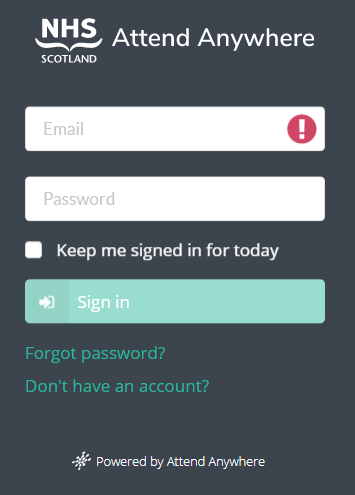 NHS
SCOTLAND
Attend Anywhere
Email
Password
Keep me signed in for today
Sign in
Forgot password?
Don't have an account?
Powered by Attend Anywhere